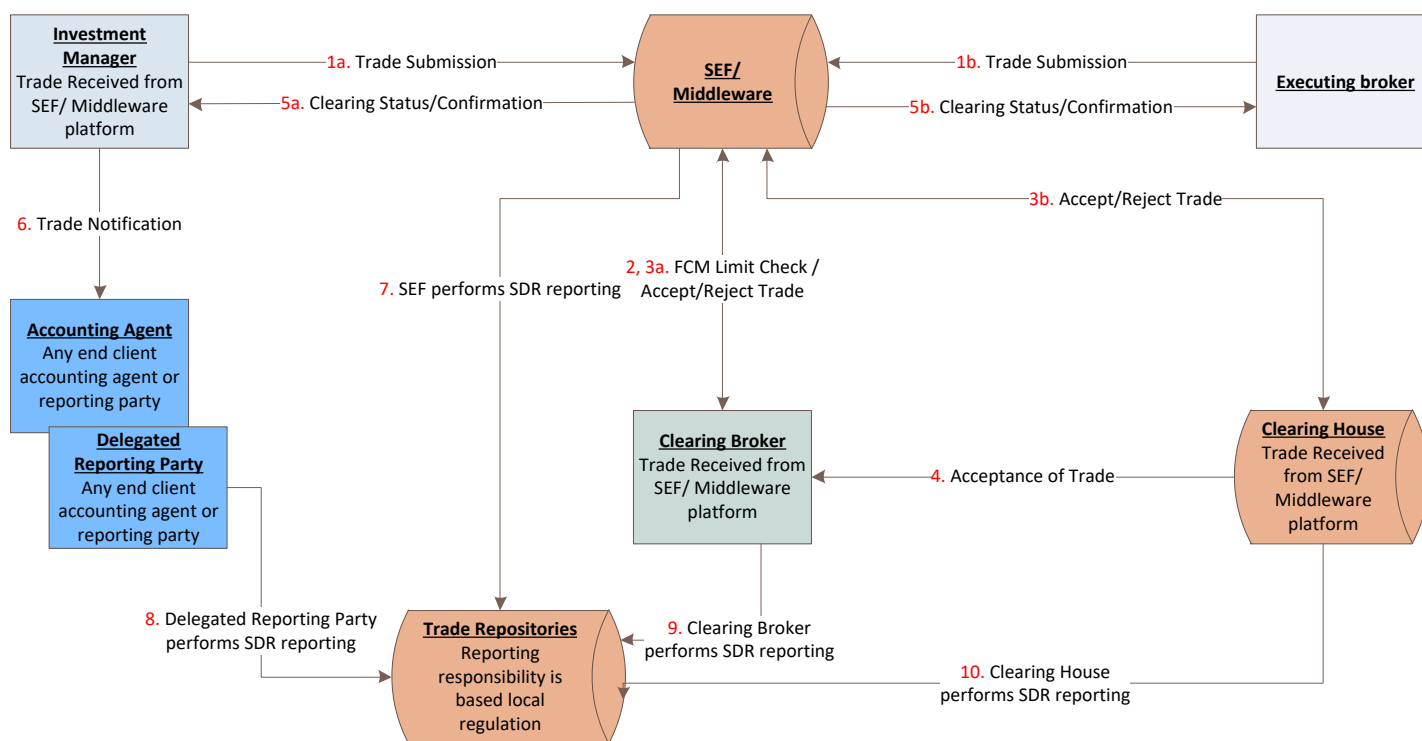 Investment
Manager
Trade Received from
SEF/ Middleware
platform
1a. Trade Submission
5a. Clearing Status/Confirmation
SEF/
Middleware
1b. Trade Submission
5b. Clearing Status/Confirmation
Executing broker
6. Trade Notification
3b. Accept/Reject Trade
2, 3a. FCM Limit Check /
Accept/Reject Trade
7. SEF performs SDR reporting
Accounting Agent
Any end client
accounting agent or
reporting party
Delegated
Reporting Party
Any end client
accounting agent or
reporting party
Clearing Broker
Trade Received from
SEF/ Middleware
platform
4. Acceptance of Trade
Clearing House
Trade Received
from SEF/
Middleware
platform
8. Delegated Reporting Party
performs SDR reporting
Trade Repositories
Reporting
responsibility is
based local
regulation
9. Clearing Broker
performs SDR reporting
10. Clearing House
performs SDR reporting